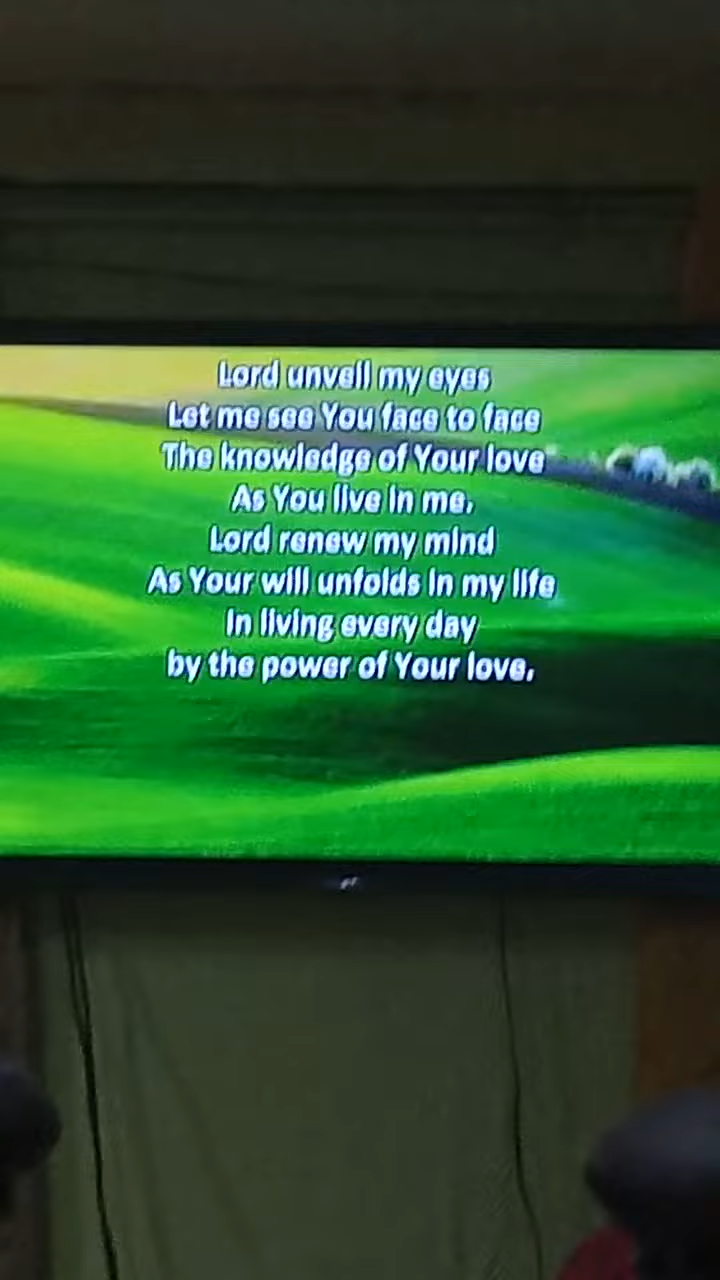 Lord unveil my eyes
Let me see You face to face
The knowledge of Your love
As You live in me.
Lord renew my mind
As Your will unfolds in my life
In living every day
by the power of Your love.